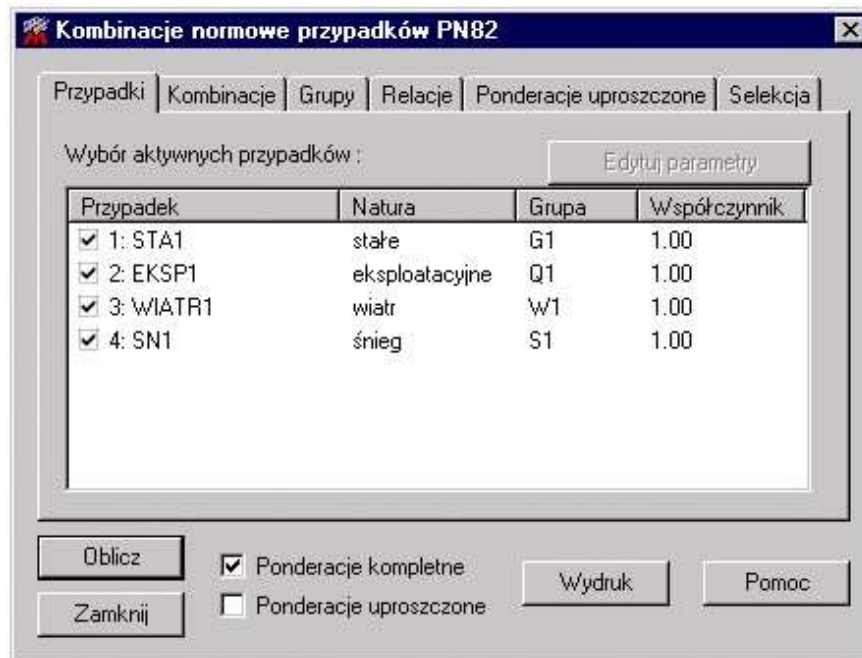 Kombinacje normowe przypadków PN82
Przypadki Kombinacje Grupy Relacje Ponderacje uproszczone Selekcja
Wybór aktywnych przypadków : Edytuj parametry
Przypadek Natura Grupa Współczynnik
1: STA1 stałe G1 1.00
2: EKSP1 eksploatacyjne Q1 1.00
3: WIATR1 wiatr W1 1.00
4: SN1 śnieg S1 1.00
Oblicz Ponderacje kompletne Wydruk Pomoc
Zamknij Ponderacje uproszczone